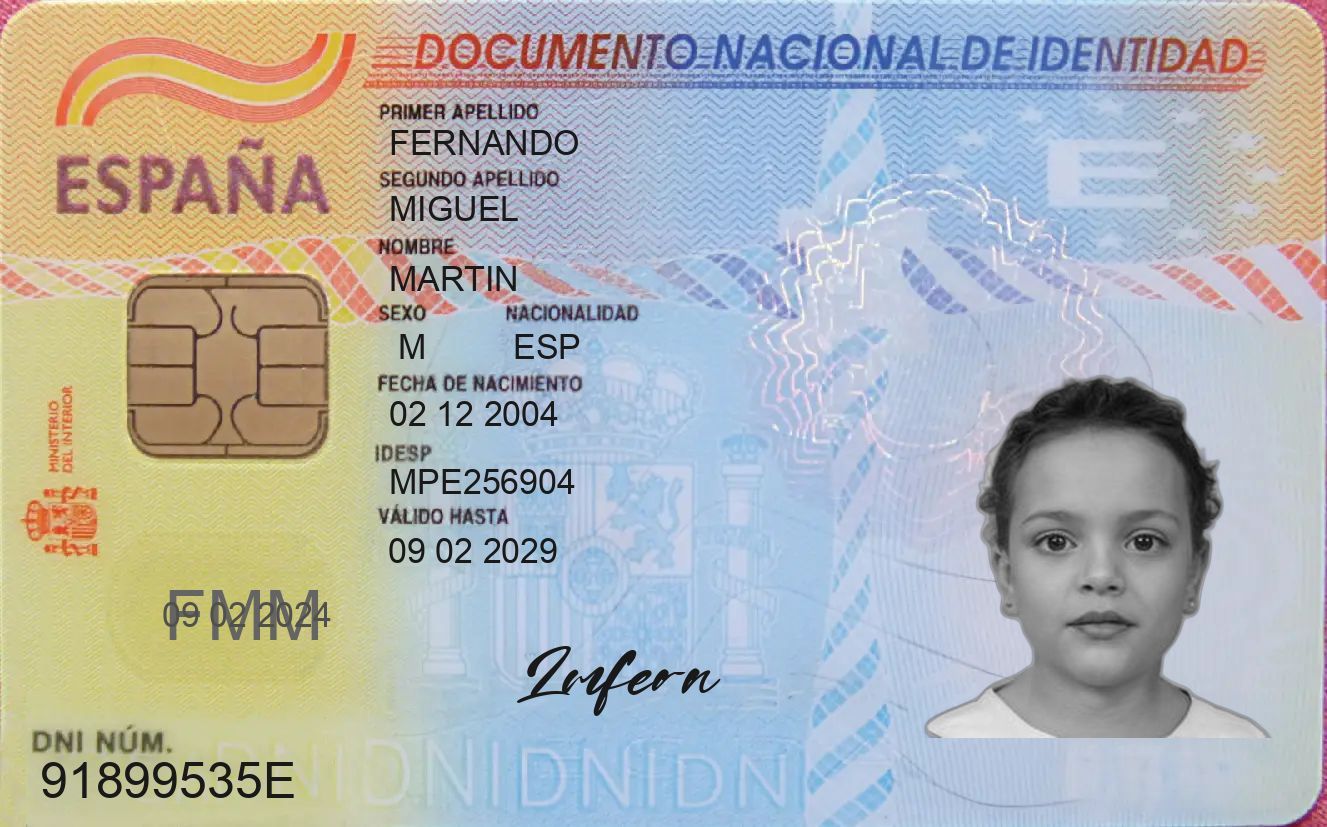 DOCUMENTO NACIONAL DE IDENTIDAD
ESPAÑA
PRIMER APELLIDO
FERNANDO
SEGUNDO APELLIDO
MIGUEL
NOMBRE
MARTIN
SEXO NACIONALIDAD
M ESP
FECHA DE NACIMIENTO
02 12 2004
IDESP
MPE256904
VÁLIDO HASTA
09 02 2029
MINISTERIO
DEL INTERIOR
E
FMM
09 02 2024
DNI NÚM.
91899535E
DNIDNIDNIDN